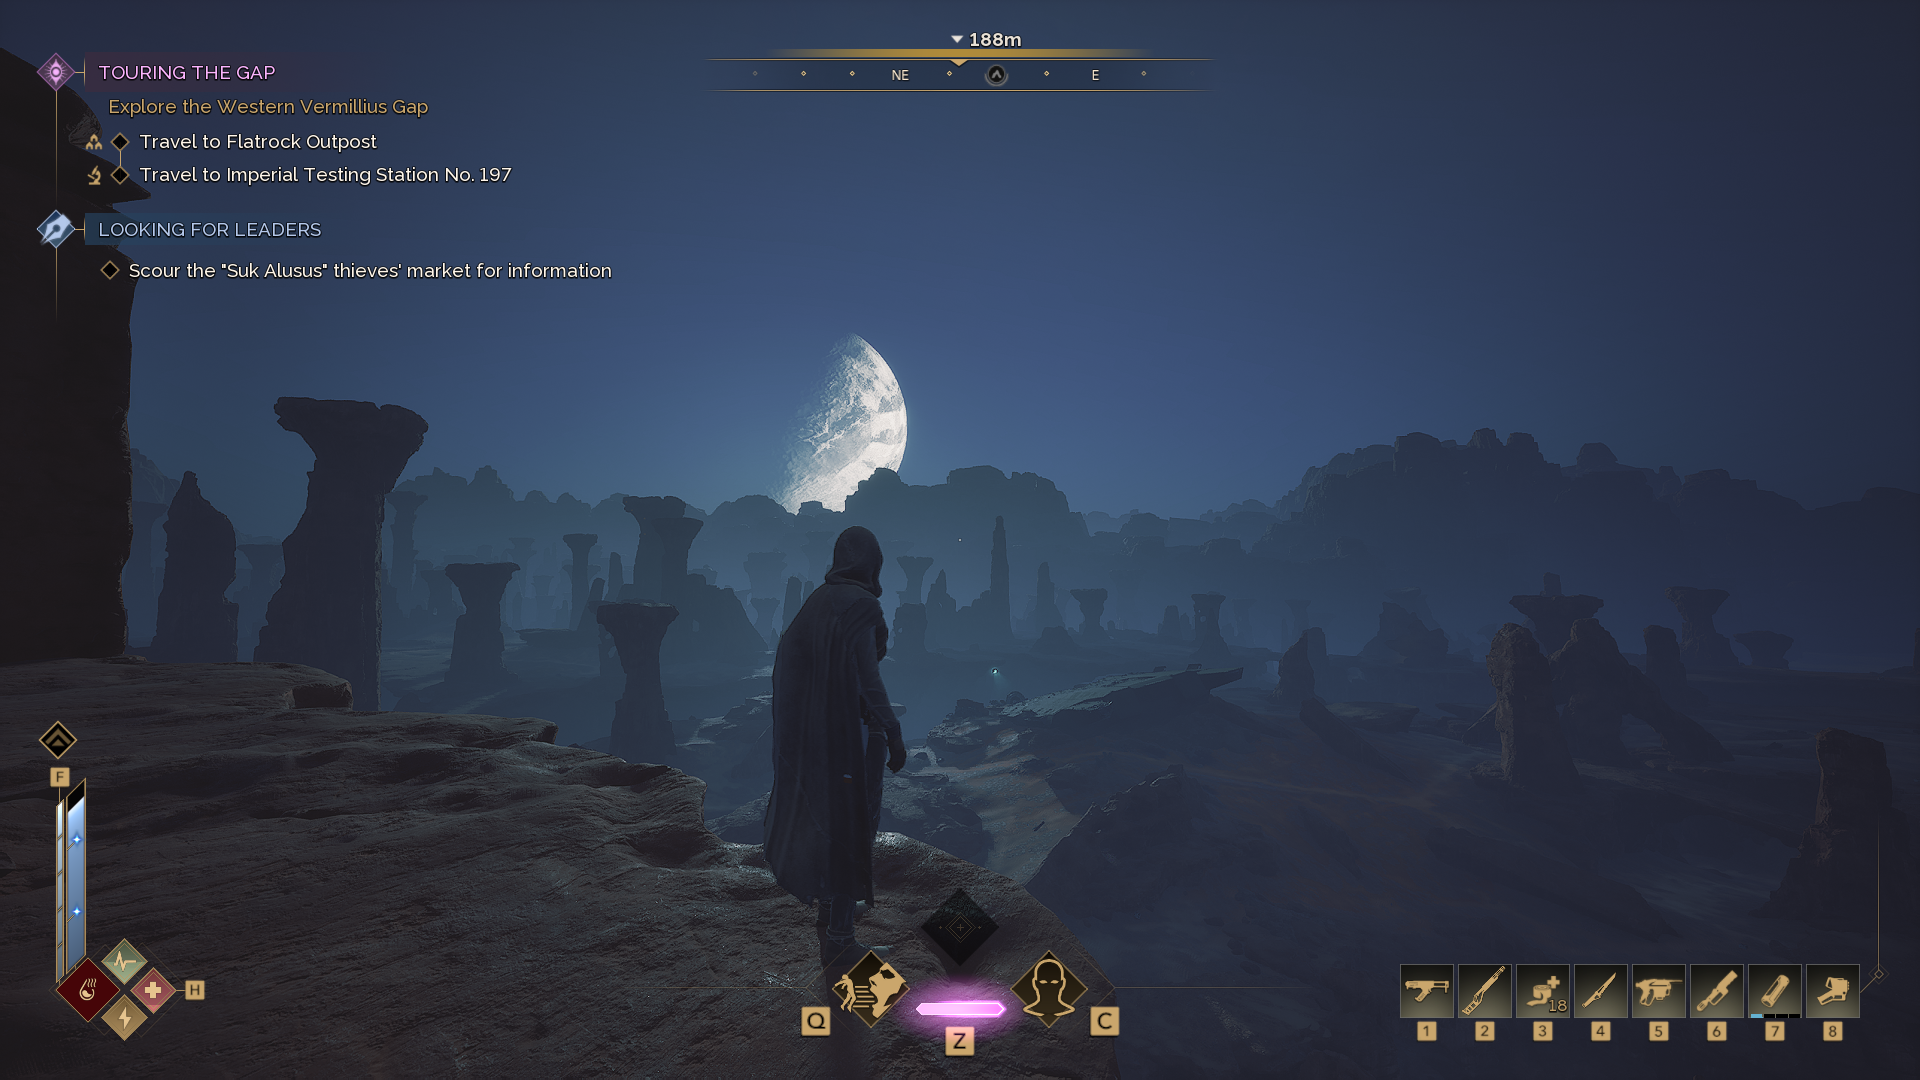 188m
NE
E
TOURING THE GAP
Explore the Western Vermillius Gap
Travel to Flatrock Outpost
Travel to Imperial Testing Station No. 197
LOOKING FOR LEADERS
Scour the "Suk Alusus" thieves' market for information
F
H
Q
Z
C
18
1 2 3 4 5 6 7 8